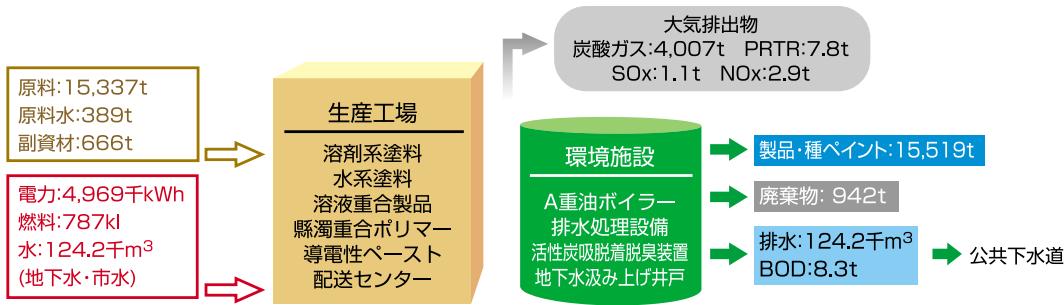 大気排出物
炭酸ガス:4,007t PRTR:7.8t
SOx:1.1t NOx:2.9t
原料:15,337t
原料水:389t
副資材:666t
電力:4,969千kWh
燃料:787kl
水:124.2千m³
(地下水・市水)
生産工場
溶剤系塗料
水系塗料
溶液重合製品
懸濁重合ポリマー
導電性ペースト
配送センター
環境施設
A重油ボイラー
排水処理設備
活性炭吸脱着脱臭装置
地下水汲み上げ井戸
製品・種ペイント:15,519t
廃棄物: 942t
排水:124.2千m³
BOD:8.3t
公共下水道